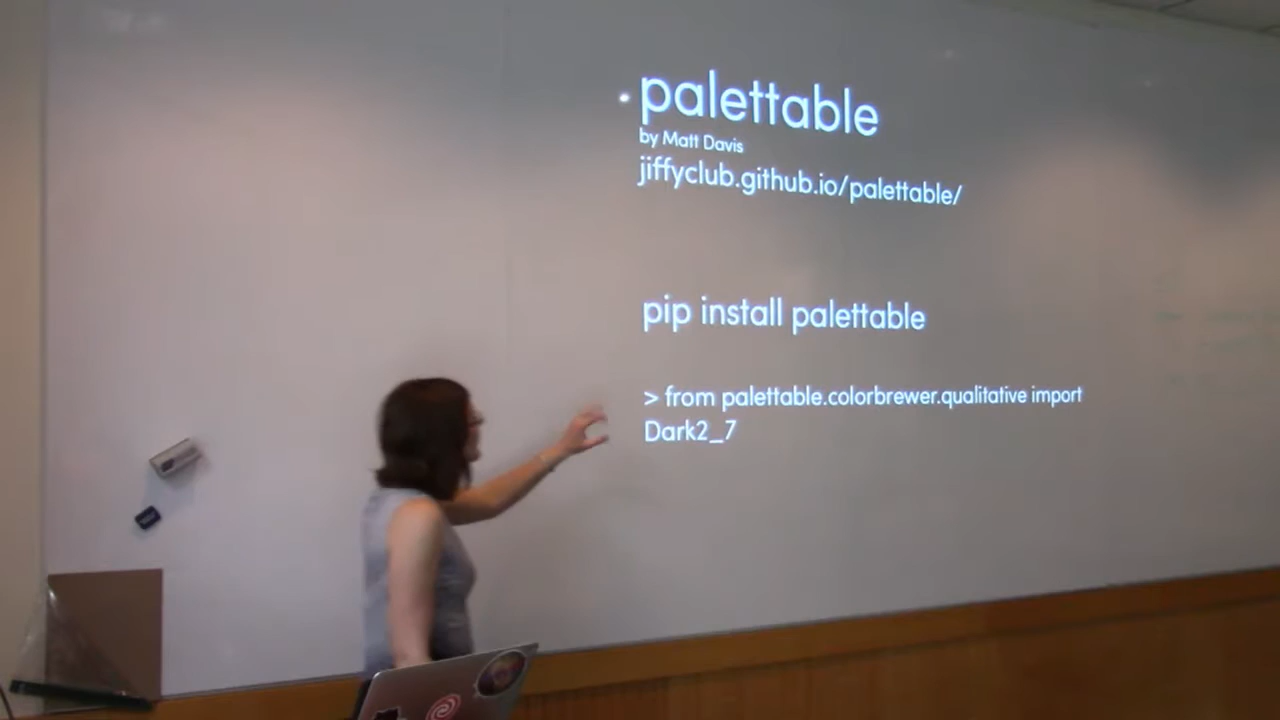 palettable
by Matt Davis
jiffyclub.github.io/palettable/
pip install palettable
> from palettable.colorbrewer.qualitative import
Dark2_7